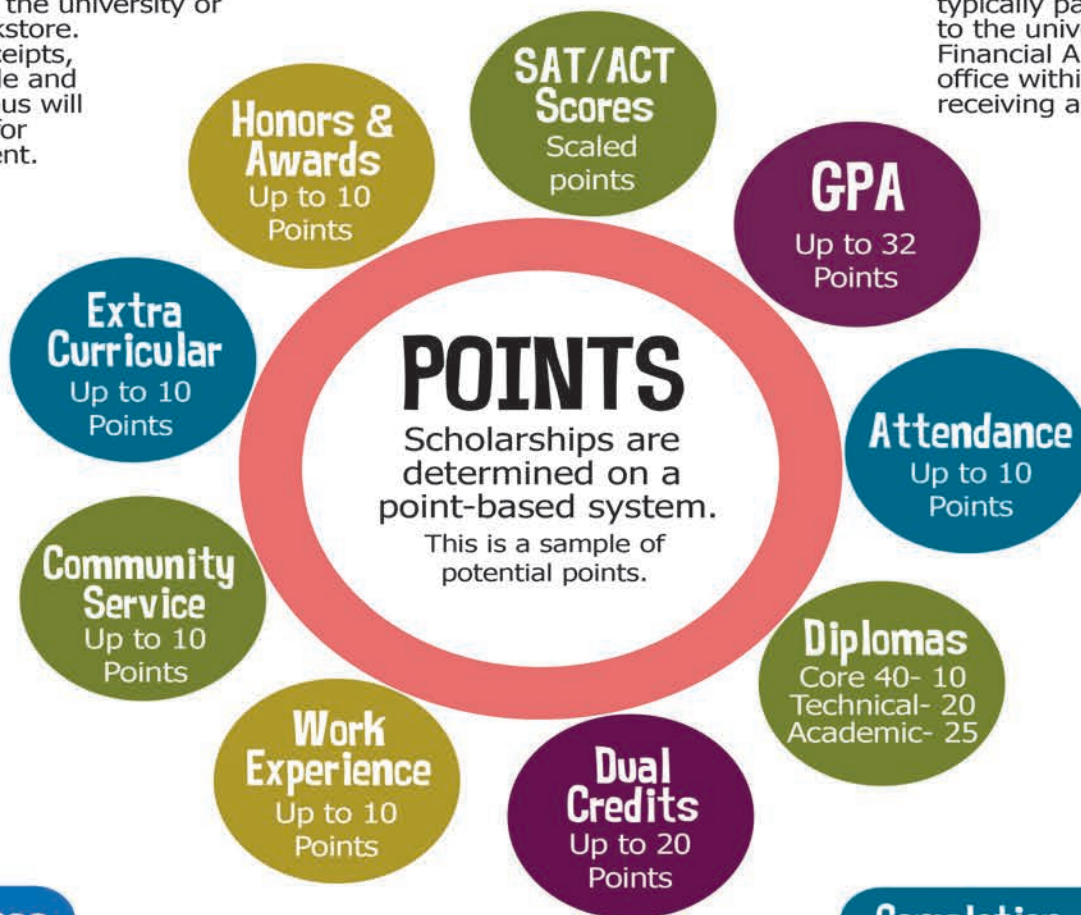 the university or
kstore.
eipts,
le and
us will
for
ent.
typically pa
to the univ
Financial A
office withi
receiving a
SAT/ACT
Scores
Scaled
points
Honors &
Awards
Up to 10
Points
GPA
Up to 32
Points
Extra
Curricular
Up to 10
Points
POINTS
Scholarships are
determined on a
point-based system.
This is a sample of
potential points.
Attendance
Up to 10
Points
Community
Service
Up to 10
Points
Diplomas
Core 40- 10
Technical- 20
Academic- 25
Work
Experience
Up to 10
Points
Dual
Credits
Up to 20
Points